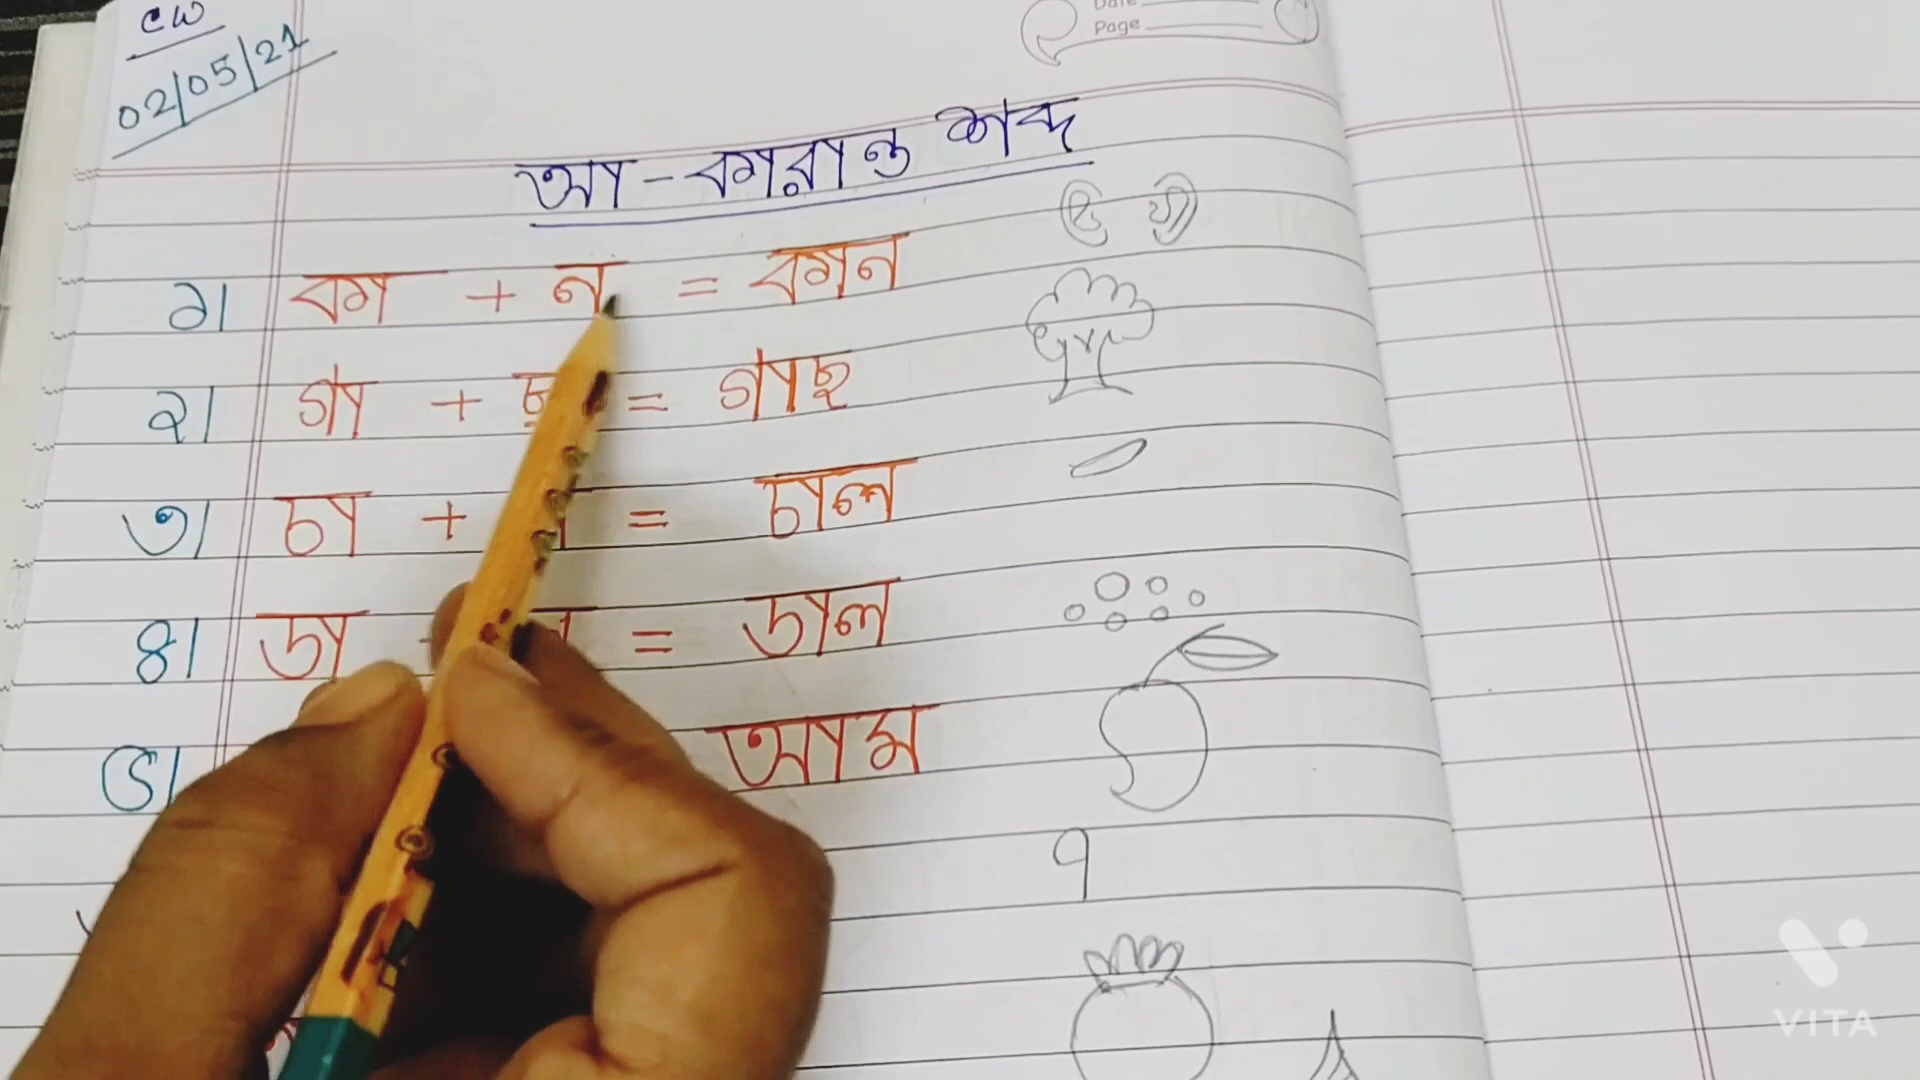 CW
02/05/21
Date
Page
আ-কারান্ত শব্দ
১। কা + ন = কান
২। গা + ছ = গাছ
৩। চা + = চাল
৪। ডা = ডাল
৫। আম
VITA